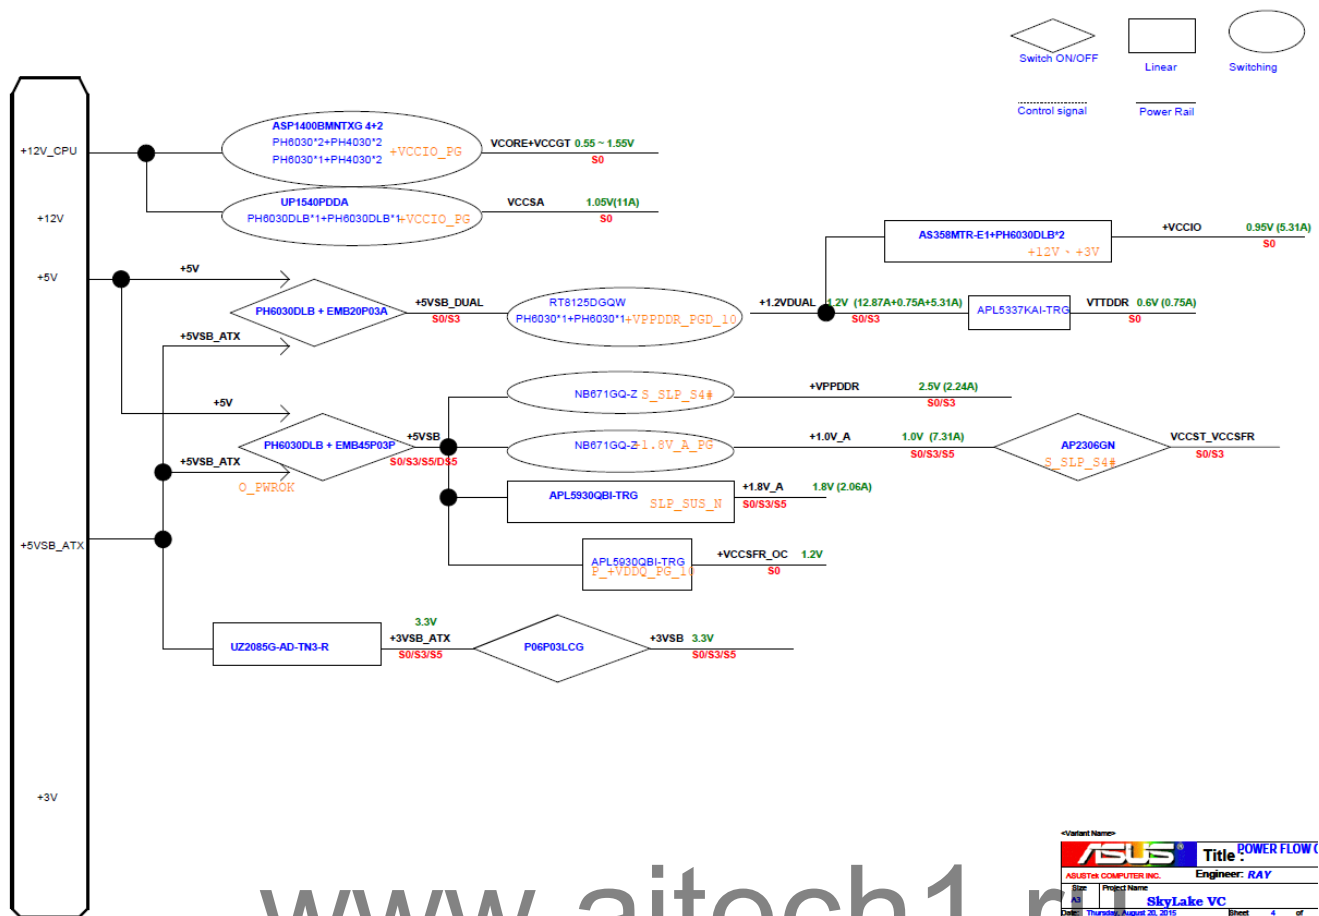 Switch ON/OFF
Linear
Switching
Control signal
Power Rail
+12V_CPU
+12V
+5V
+5VSB_ATX
+3V
ASP1400BMNTXG 4+2
PH6030*2+PH4030*2
PH6030*1+PH4030*2
+VCCIO_PG
VCORE+VCCGT 0.55 ~ 1.55V
S0
UP1540PDDA
PH6030DLB*1+PH6030DLB*1
+VCCIO_PG
VCCSA 1.05V(11A)
S0
AS358MTR-E1+PH6030DLB*2
+12V、+3V
+VCCIO 0.95V (5.31A)
S0
+5V
PH6030DLB + EMB20P03A
+5VSB_ATX
+5VSB_DUAL
S0/S3
RT8125DGQW
PH6030*1+PH6030*1
+VPPDDR_PGD_10
+1.2VDUAL 1.2V (12.87A+0.75A+5.31A)
S0/S3
APL5337KAI-TRG
VTTDDR 0.6V (0.75A)
S0
+5V
PH6030DLB + EMB45P03P
+5VSB_ATX
O_PWROK
+5VSB
S0/S3/S5/DS5
NB671GQ-Z S_SLP_S4#
+VPPDDR 2.5V (2.24A)
S0/S3
NB671GQ-Z +1.8V_A_PG
+1.0V_A 1.0V (7.31A)
S0/S3/S5
AP2306GN
S_SLP_S4#
VCCST_VCCSFR
S0/S3
APL5930QBI-TRG
SLP_SUS_N
+1.8V_A 1.8V (2.06A)
S0/S3/S5
APL5930QBI-TRG
P_+VDDQ_PG_10
+VCCSFR_OC 1.2V
S0
UZ2085G-AD-TN3-R
3.3V
+3VSB_ATX
S0/S3/S5
P06P03LCG
+3VSB 3.3V
S0/S3/S5
<Variant Name>
ASUS
Title : POWER FLOW
ASUSTek COMPUTER INC.
Engineer: RAY
Size Project Name
A3 SkyLake VC
Date: Thursday, August 20, 2015 Sheet 4 of
www.aitech1.ru